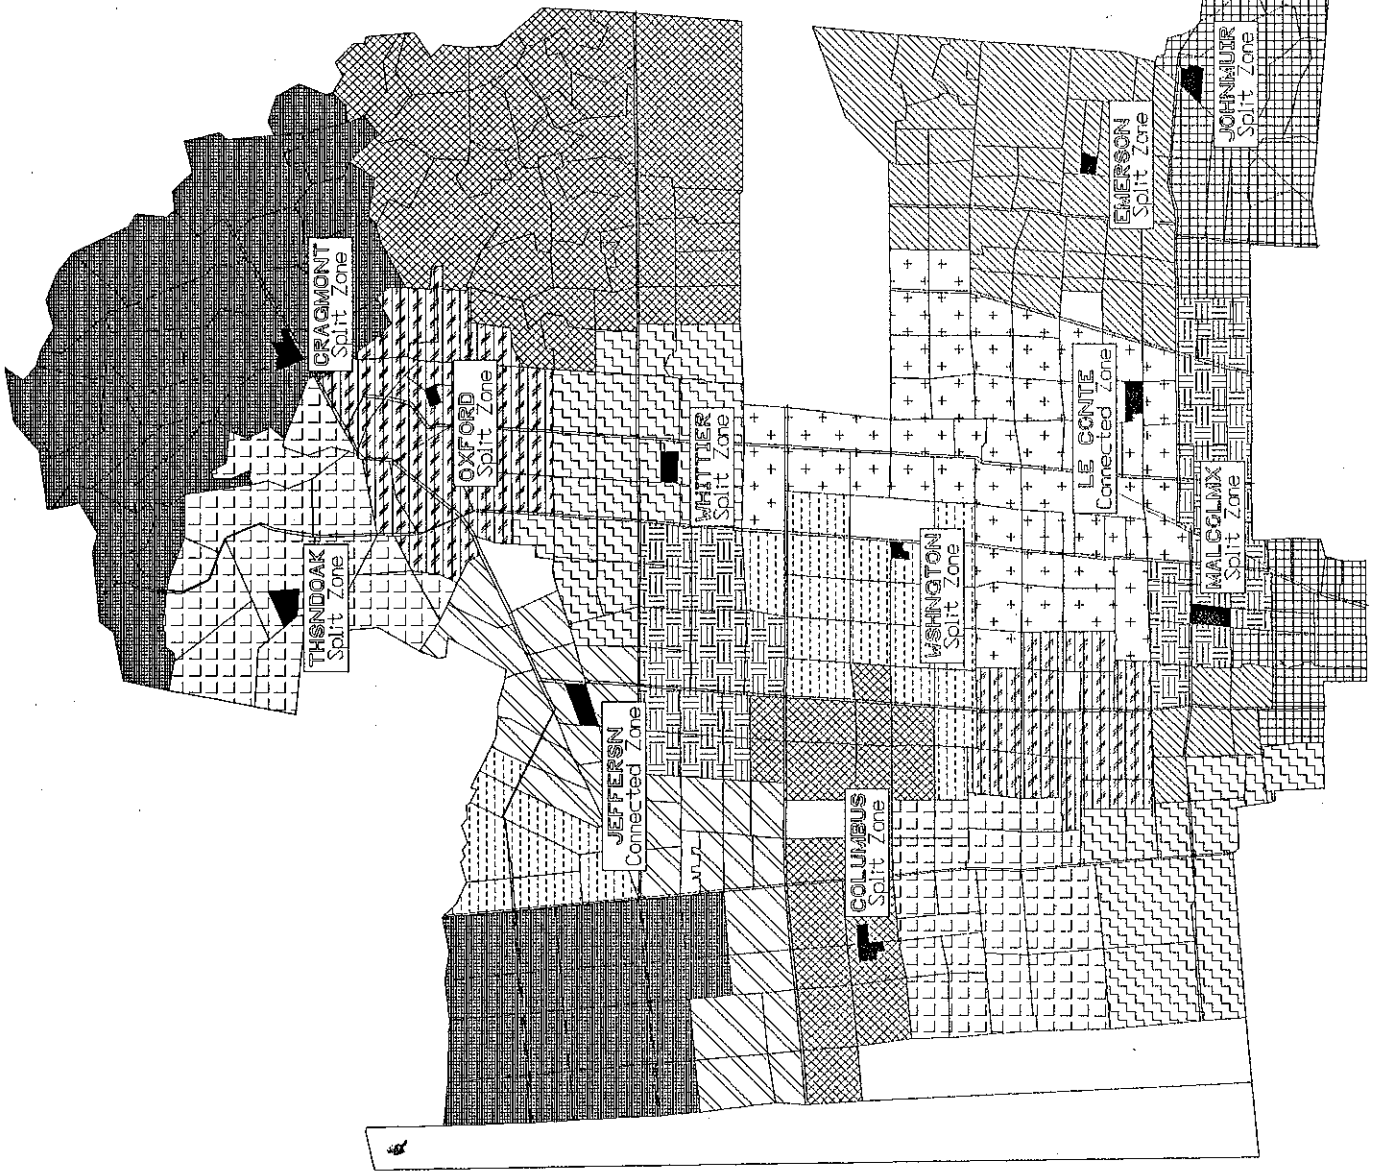 CRAGMONT
Split Zone
THSNDOAK
Split Zone
OXFORD
Split Zone
JEFFERSN
Connected Zone
WHITTIER
Split Zone
COLUMBUS
Split Zone
WSHNGTON
Split Zone
LE CONTE
Connected Zone
EMERSON
Split Zone
MALCOLMX
Split Zone
JOHNMUIR
Split Zone